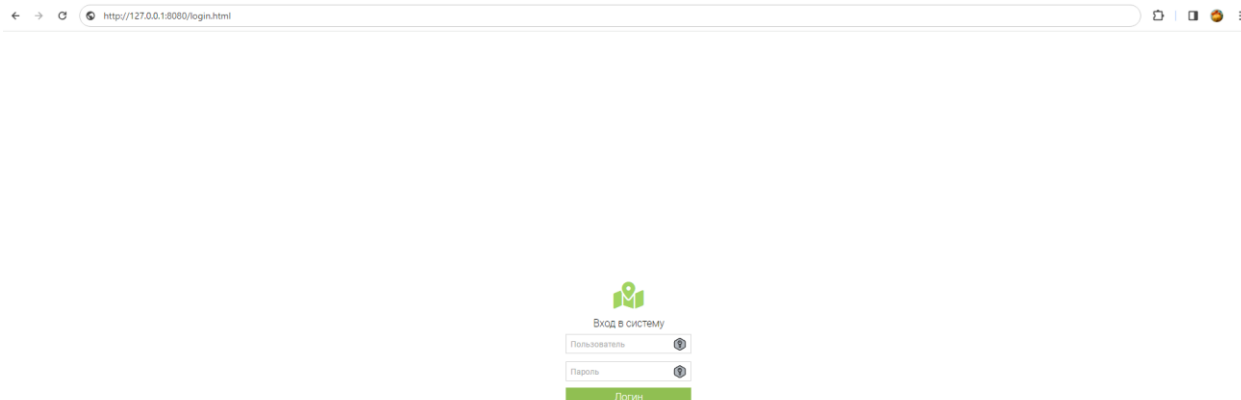 http://127.0.0.1:8080/login.html
Вход в систему
Пользователь
Пароль
Логин